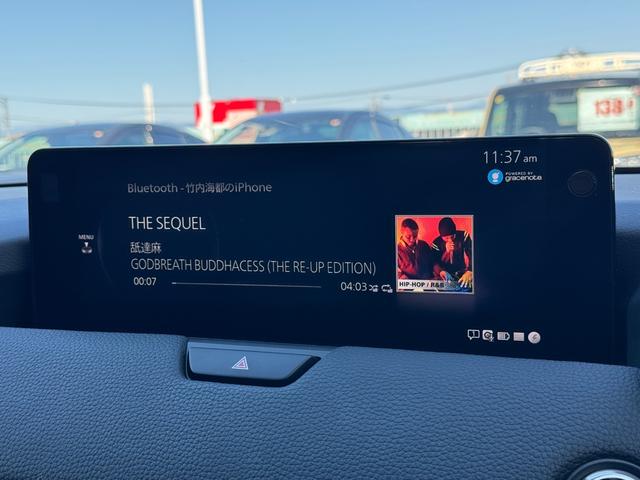 11:37 am
POWERED BY
gracenote
Bluetooth - 竹内海都のiPhone
MENU
THE SEQUEL
舐達麻
GODBREATH BUDDHACESS (THE RE-UP EDITION)
00:07
04:03
HIP-HOP / R&B
138